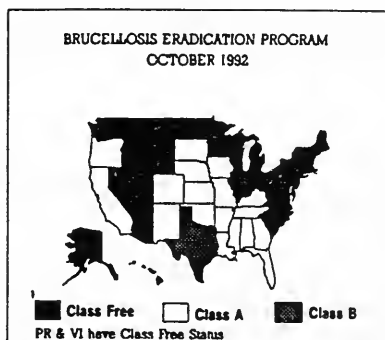 BRUCELLOSIS ERADICATION PROGRAM
OCTOBER 1992
Class Free Class A Class B
PR & VI have Class Free Status